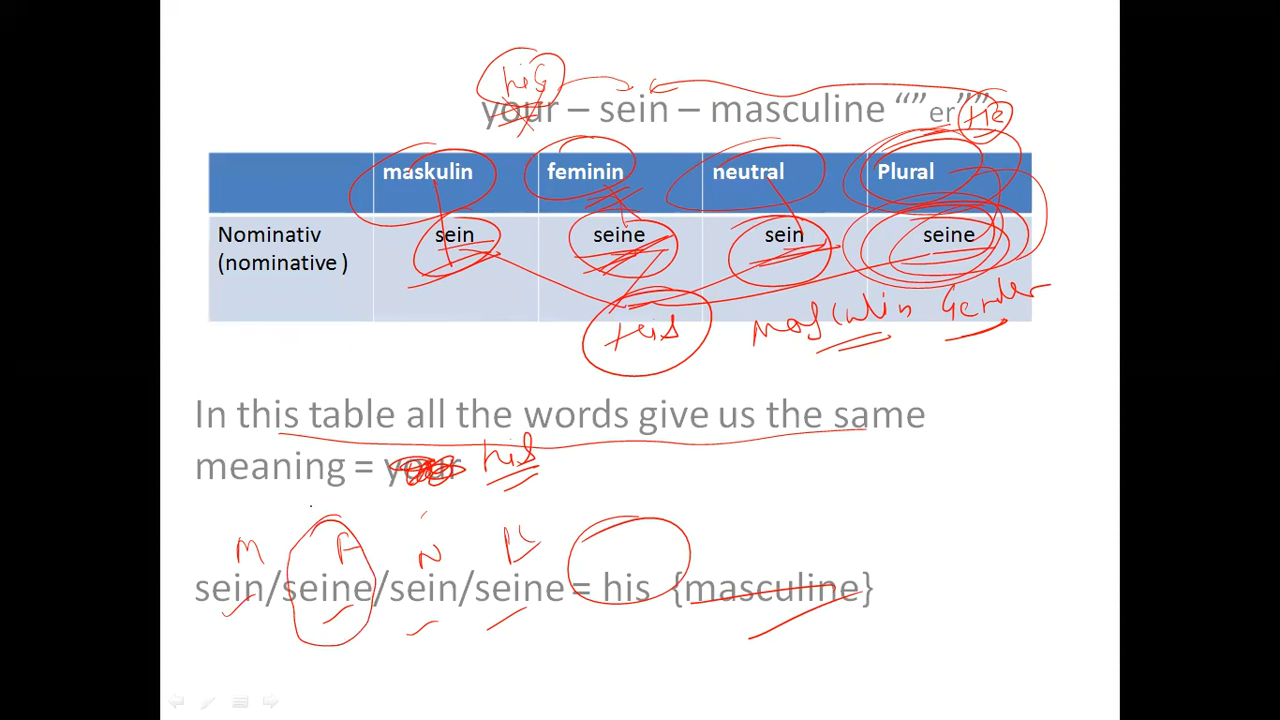 his
your – sein – masculine “” er”” He
maskulin feminin neutral Plural
Nominativ sein seine sein seine
(nominative )
His Masculin Gender
In this table all the words give us the same
meaning = your His
M F N Pl
sein/seine/sein/seine = his {masculine}